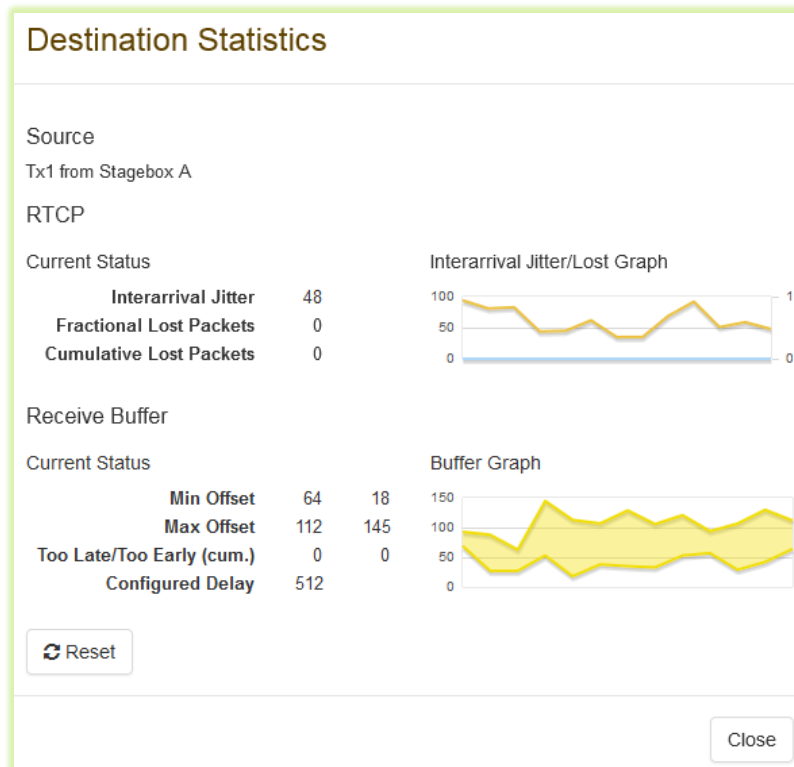 Destination Statistics
Source
Tx1 from Stagebox A
RTCP
Current Status
Interarrival Jitter 48
Fractional Lost Packets 0
Cumulative Lost Packets 0
Interarrival Jitter/Lost Graph
100 1
50
0 0
Receive Buffer
Current Status
Min Offset 64 18
Max Offset 112 145
Too Late/Too Early (cum.) 0 0
Configured Delay 512
Buffer Graph
150
100
50
0
Reset
Close